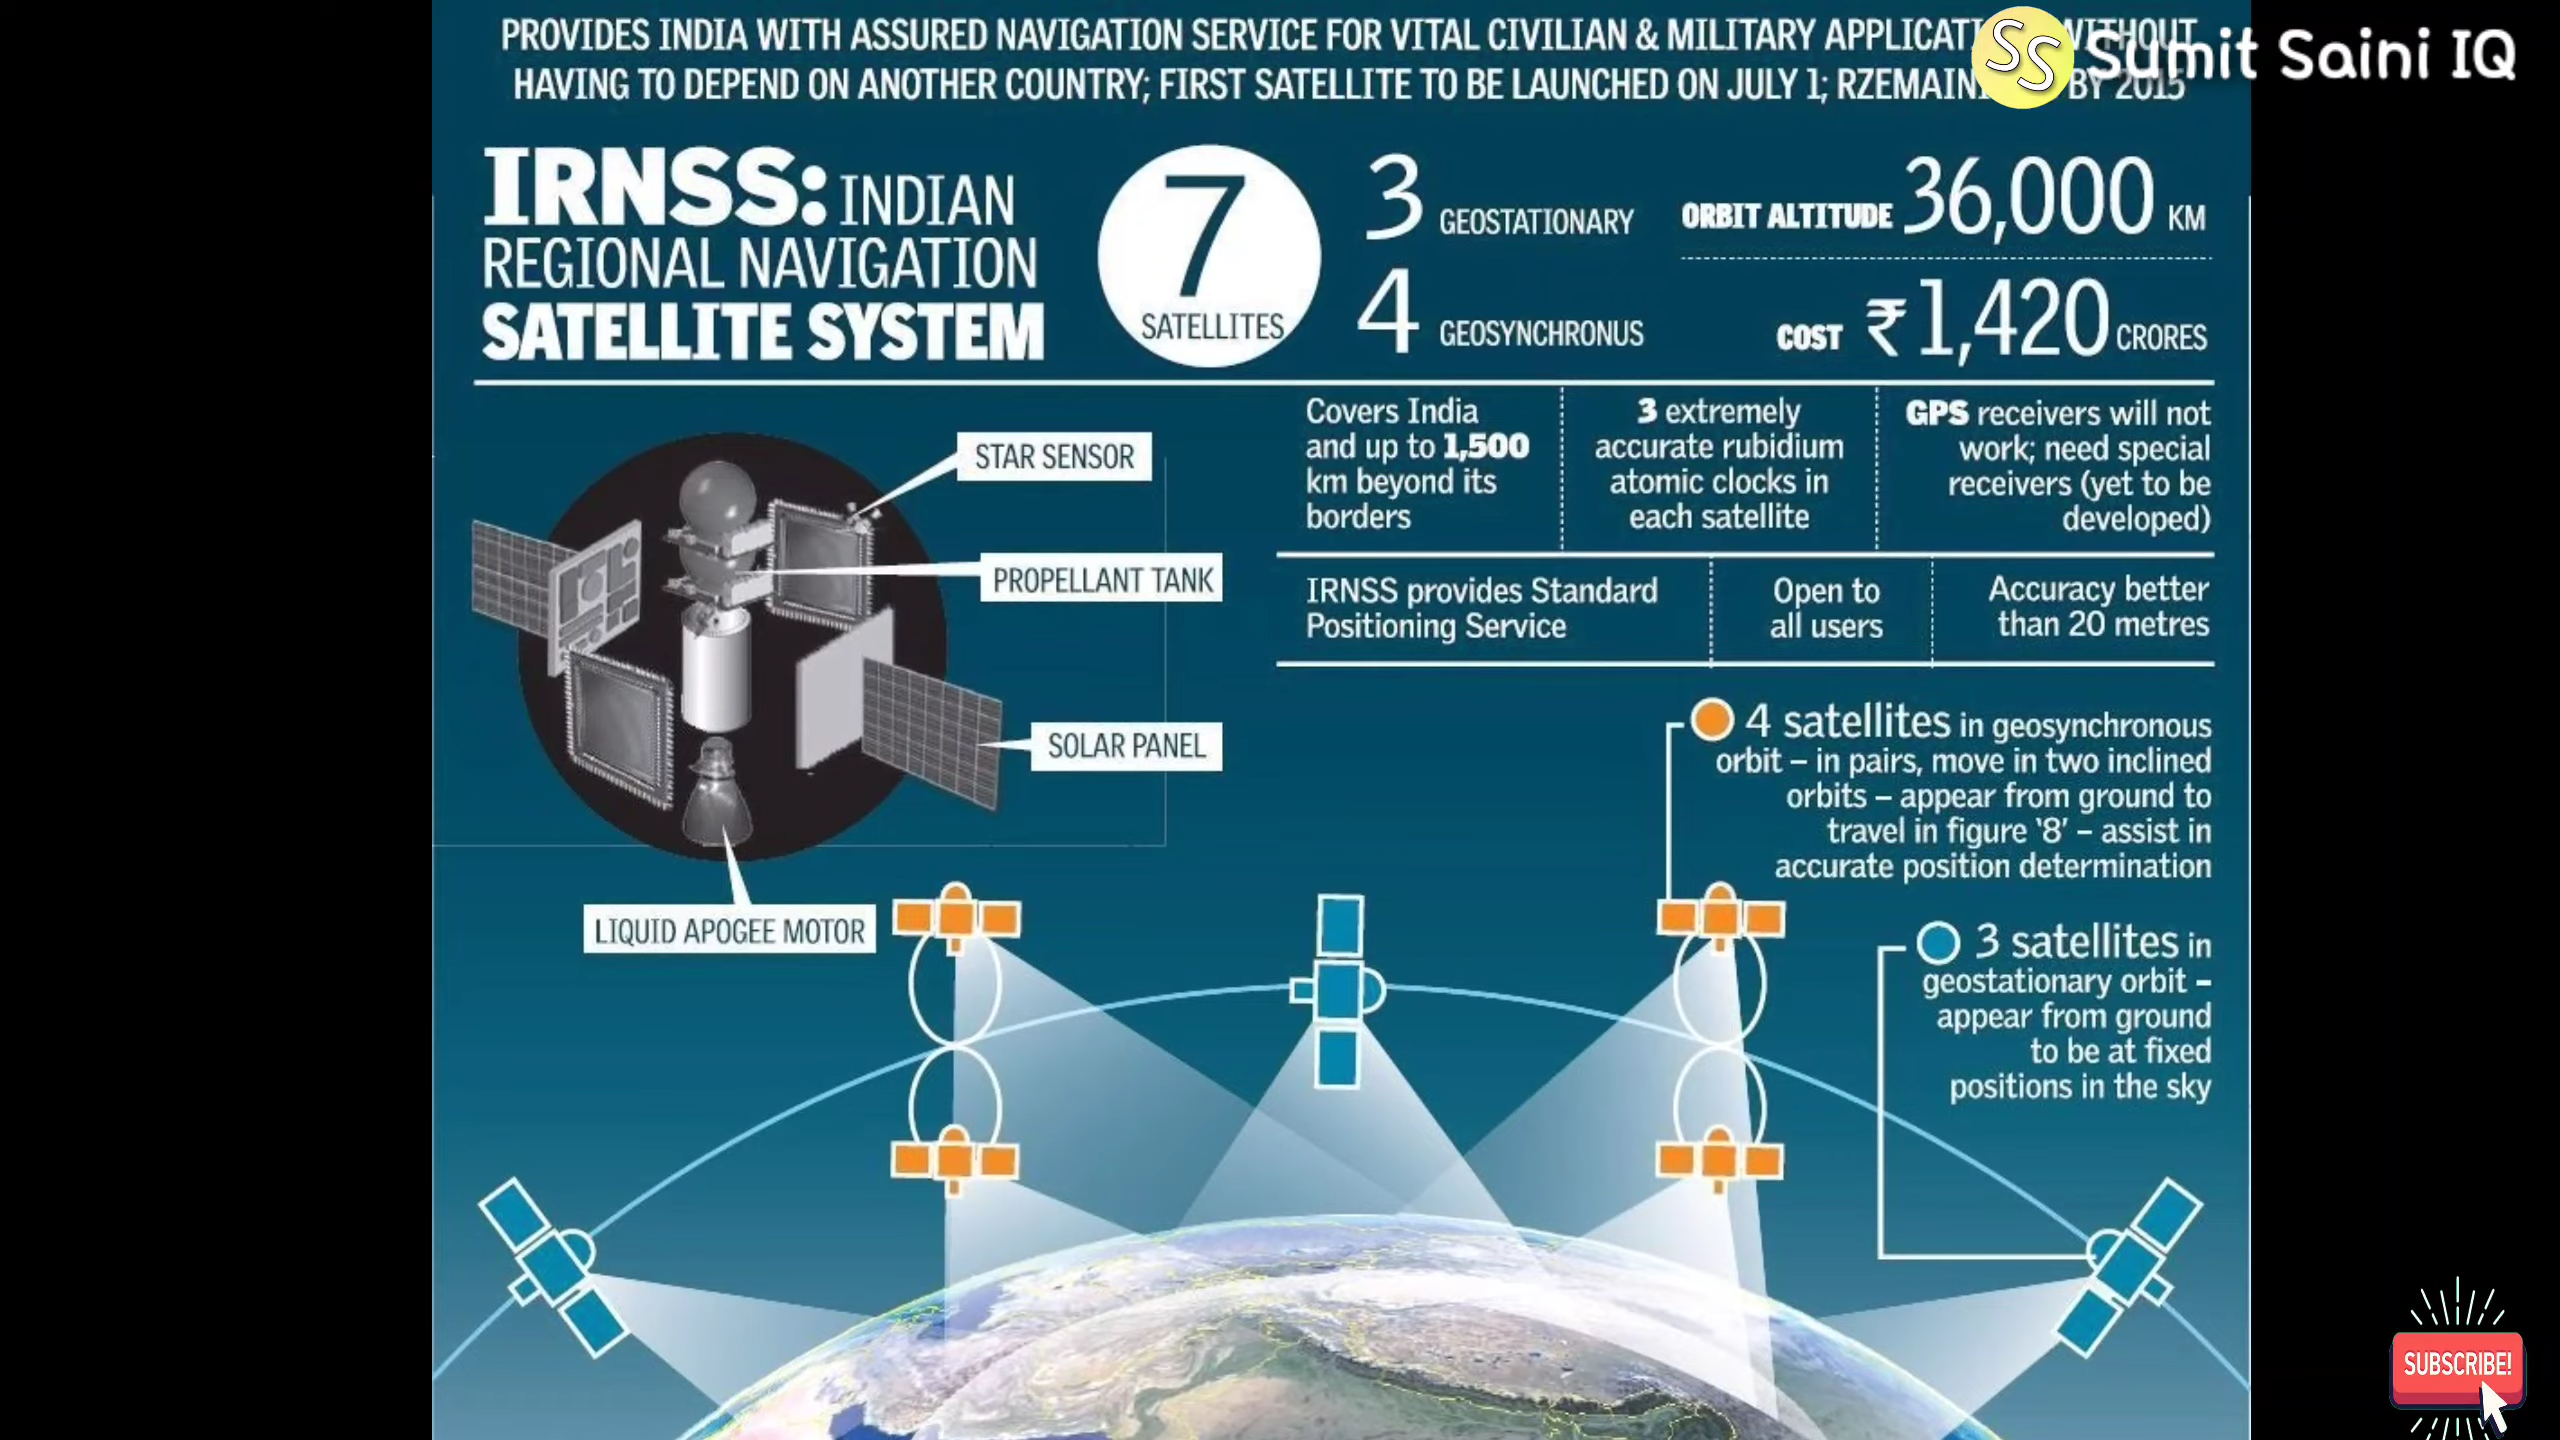 PROVIDES INDIA WITH ASSURED NAVIGATION SERVICE FOR VITAL CIVILIAN & MILITARY WITHOUT
HAVING TO DEPEND ON ANOTHER COUNTRY; FIRST SATELLITE TO BE LAUNCHED ON JULY 1; BY 2015
SS Sumit Saini IQ
IRNSS: INDIAN
REGIONAL NAVIGATION
SATELLITE SYSTEM
7
SATELLITES
3 GEOSTATIONARY
4 GEOSYNCHRONUS
ORBIT ALTITUDE 36,000 KM
COST ₹1,420 CRORES
Covers India
and up to 1,500
km beyond its
borders
3 extremely
accurate rubidium
atomic clocks in
each satellite
GPS receivers will not
work; need special
receivers (yet to be
developed)
IRNSS provides Standard
Positioning Service
Open to
all users
Accuracy better
than 20 metres
STAR SENSOR
PROPELLANT TANK
SOLAR PANEL
LIQUID APOGEE MOTOR
4 satellites in geosynchronous
orbit – in pairs, move in two inclined
orbits – appear from ground to
travel in figure ‘8’ – assist in
accurate position determination
3 satellites in
geostationary orbit –
appear from ground
to be at fixed
positions in the sky
SUBSCRIBE!